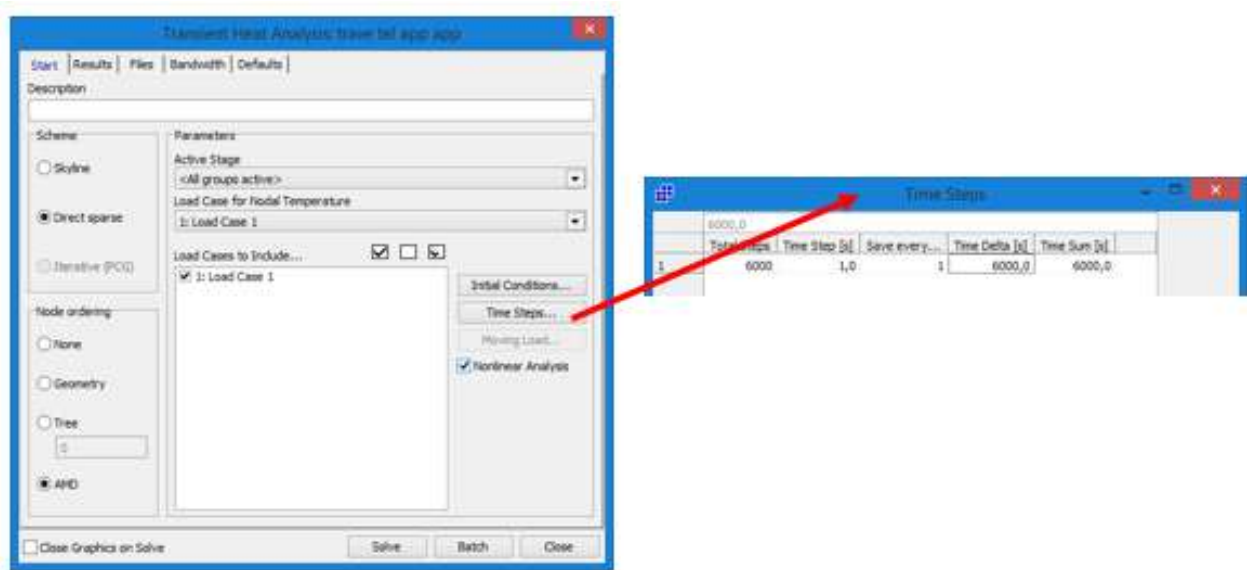 Transient Heat Analysis: trave tel app app
Start Results Files Bandwidth Defaults
Description
Scheme
Skyline
Direct sparse
Iterative (PCG)
Node ordering
None
Geometry
Tree
AMD
Parameters
Active Stage
<All groups active>
Load Case for Nodal Temperature
1: Load Case 1
Load Cases to Include...
1: Load Case 1
Initial Conditions...
Time Steps...
Moving Load...
Nonlinear Analysis
Close Graphics on Solve
Solve Batch Close
Time Steps
6000,0
Total Steps Time Step [s] Save every... Time Delta [s] Time Sum [s]
1 6000 1,0 1 6000,0 6000,0